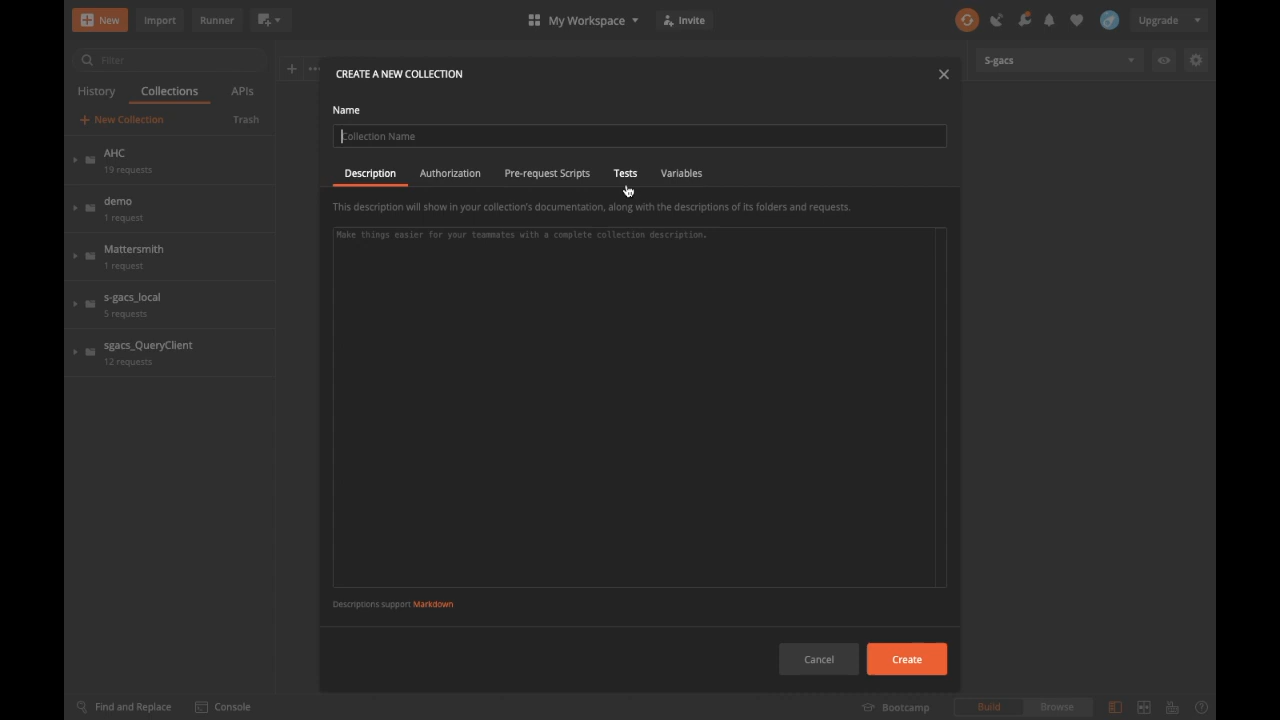 New
Import
Runner
My Workspace
Invite
Upgrade
Filter
S-gacs
History
Collections
APIs
New Collection
Trash
AHC
19 requests
demo
1 request
Mattersmith
1 request
s-gacs_local
5 requests
sgacs_QueryClient
12 requests
CREATE A NEW COLLECTION
Name
Collection Name
Description
Authorization
Pre-request Scripts
Tests
Variables
This description will show in your collection's documentation, along with the descriptions of its folders and requests.
Make things easier for your teammates with a complete collection description.
Descriptions support Markdown
Cancel
Create
Find and Replace
Console
Bootcamp
Build
Browse